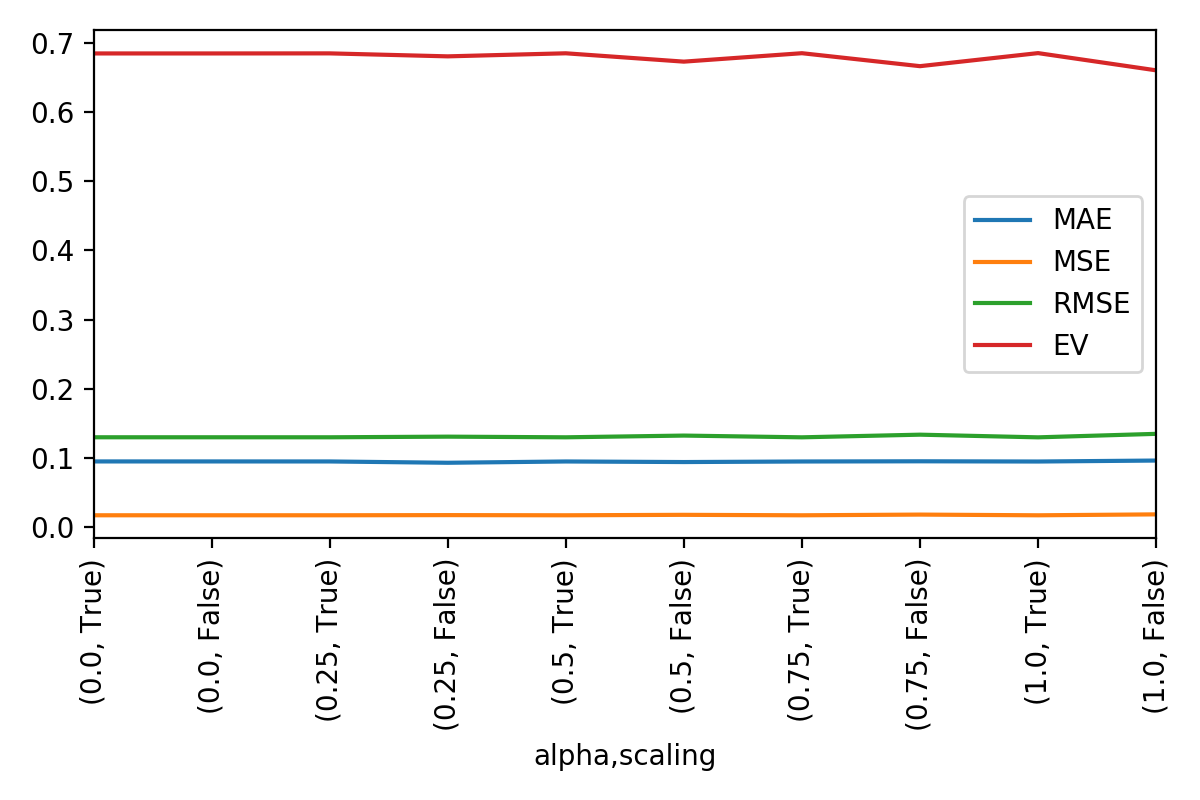 0.7
0.6
0.5
0.4
0.3
0.2
0.1
0.0
MAE
MSE
RMSE
EV
(0.0, True)
(0.0, False)
(0.25, True)
(0.25, False)
(0.5, True)
(0.5, False)
(0.75, True)
(0.75, False)
(1.0, True)
(1.0, False)
alpha,scaling